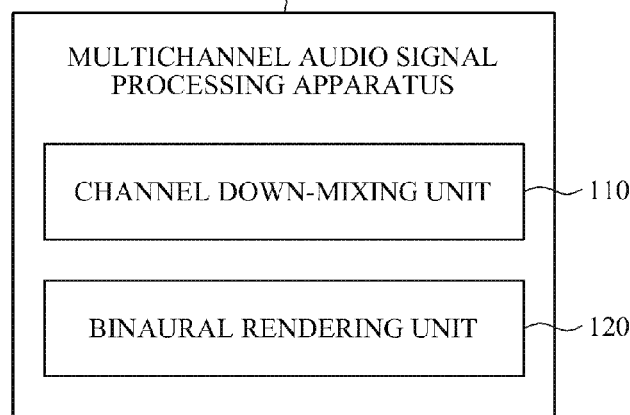 MULTICHANNEL AUDIO SIGNAL
PROCESSING APPARATUS
CHANNEL DOWN-MIXING UNIT
110
BINAURAL RENDERING UNIT
120